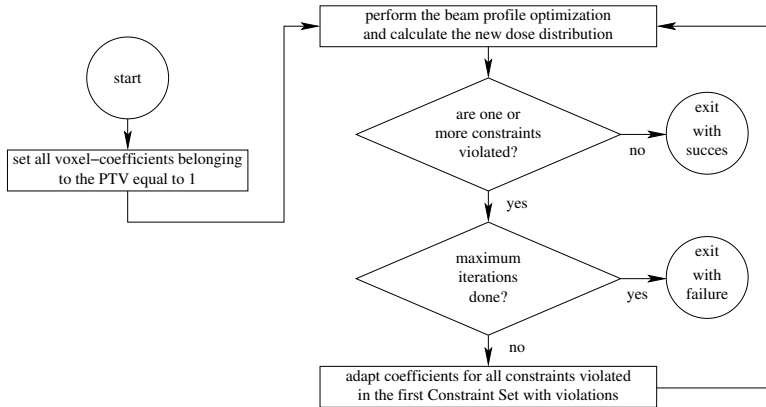 start
set all voxel−coefficients belonging
to the PTV equal to 1
perform the beam profile optimization
and calculate the new dose distribution
are one or
more constraints
violated?
no
exit
with
succes
yes
maximum
iterations
done?
yes
exit
with
failure
no
adapt coefficients for all constraints violated
in the first Constraint Set with violations